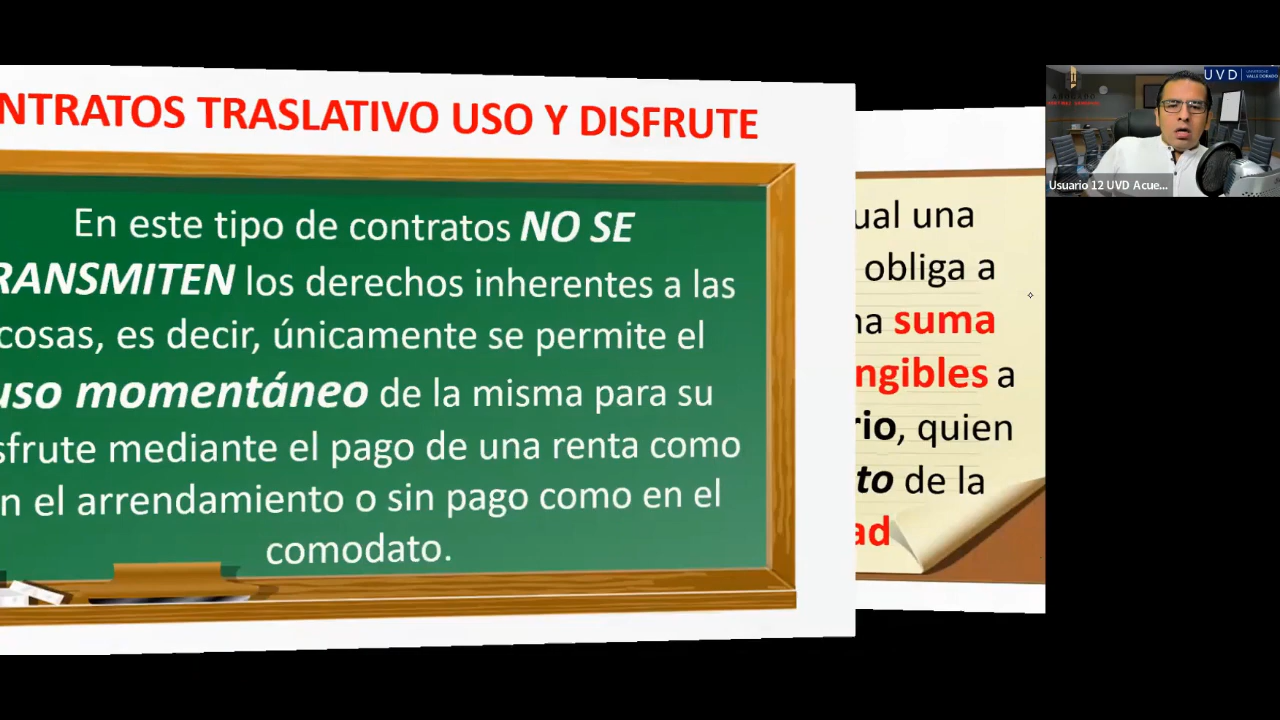 NTRATOS TRASLATIVO USO Y DISFRUTE
En este tipo de contratos NO SE
RANSMITEN los derechos inherentes a las
cosas, es decir, únicamente se permite el
uso momentáneo de la misma para su
sfrute mediante el pago de una renta como
n el arrendamiento o sin pago como en el
comodato.
ual una
obliga a
na suma
ngibles a
rio, quien
to de la
ad
UVD
Usuario 12 UVD Acue...